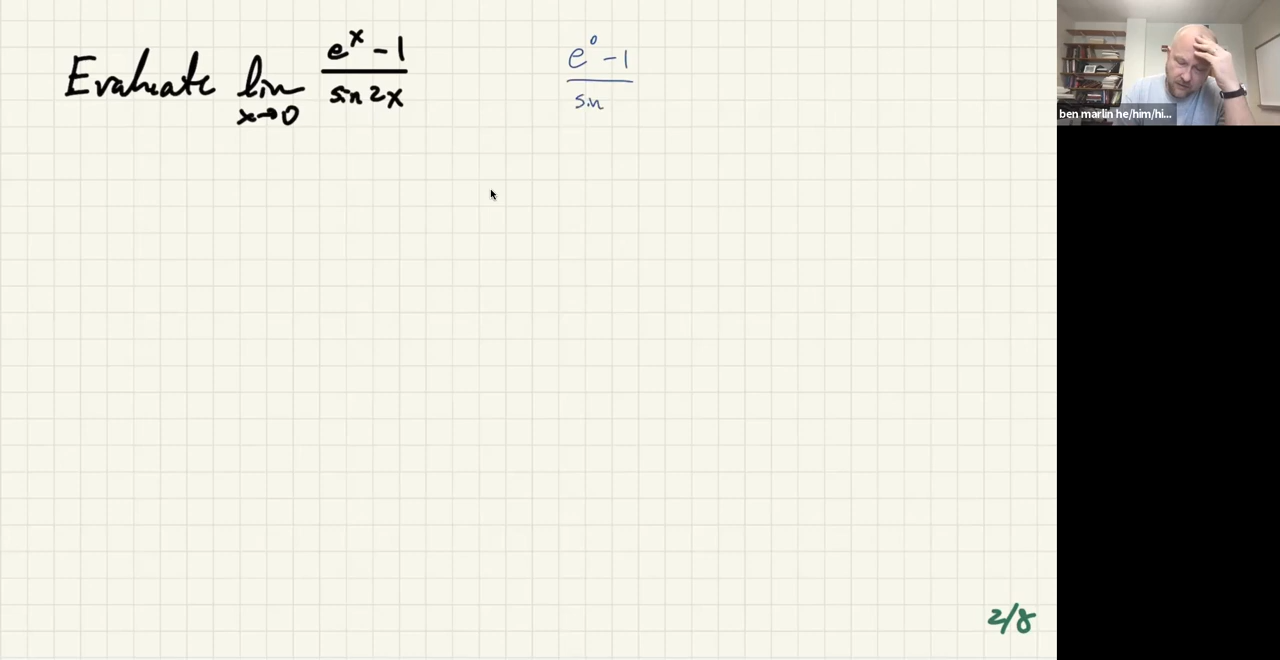 Evaluate lim x→0 (e^x - 1)/(sin 2x)
(e^0 - 1)/(sin
ben marlin he/him/hi...
2/8